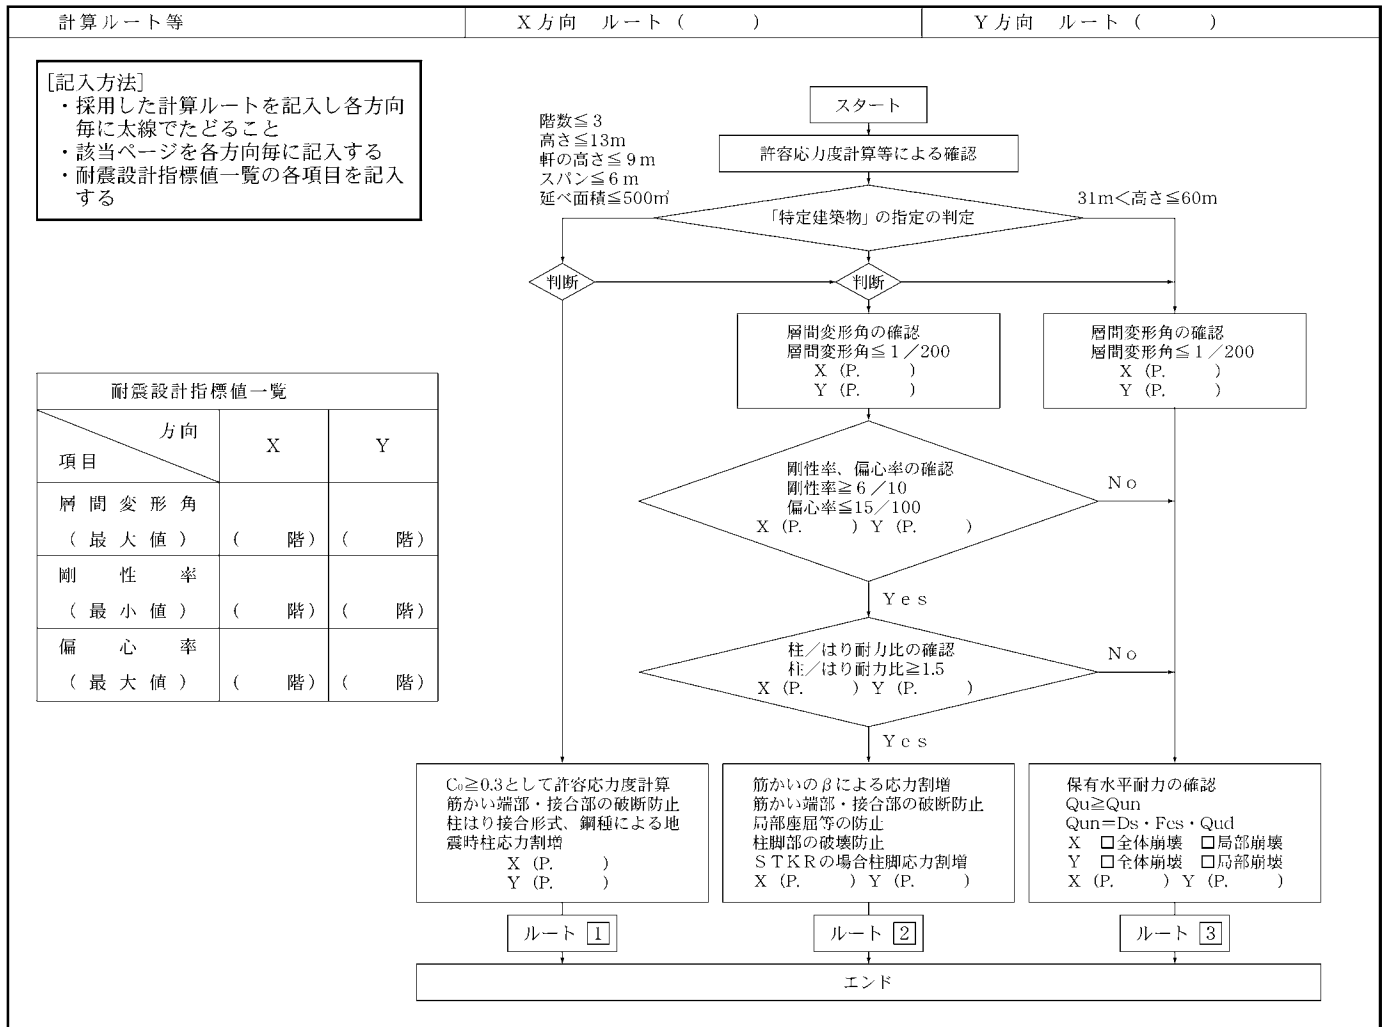 計算ルート等
X方向 ルート( )
Y方向 ルート( )
[記入方法]
・採用した計算ルートを記入し各方向
毎に太線でたどること
・該当ページを各方向毎に記入する
・耐震設計指標値一覧の各項目を記入
する
スタート
許容応力度計算等による確認
階数≦3
高さ≦13m
軒の高さ≦9m
スパン≦6m
延べ面積≦500㎡
「特定建築物」の指定の判定
31m<高さ≦60m
判断
判断
層間変形角の確認
層間変形角≦1/200
X (P. )
Y (P. )
層間変形角の確認
層間変形角≦1/200
X (P. )
Y (P. )
耐震設計指標値一覧
方向
項目
X
Y
層間変形角
(最大値) ( 階) ( 階)
剛性率
(最小値) ( 階) ( 階)
偏心率
(最大値) ( 階) ( 階)
剛性率、偏心率の確認
剛性率≧6/10
偏心率≦15/100
X (P. ) Y (P. )
No
Yes
柱/はり耐力比の確認
柱/はり耐力比≧1.5
X (P. ) Y (P. )
No
Yes
C₀≧0.3として許容応力度計算
筋かい端部・接合部の破断防止
柱はり接合形式、鋼種による地
震時柱応力割増
X (P. )
Y (P. )
筋かいのβによる応力割増
筋かい端部・接合部の破断防止
局部座屈等の防止
柱脚部の破壊防止
STKRの場合柱脚応力割増
X (P. ) Y (P. )
保有水平耐力の確認
Qu≧Qun
Qun=Ds・Fes・Qud
X □全体崩壊 □局部崩壊
Y □全体崩壊 □局部崩壊
X (P. ) Y (P. )
ルート 1
ルート 2
ルート 3
エンド